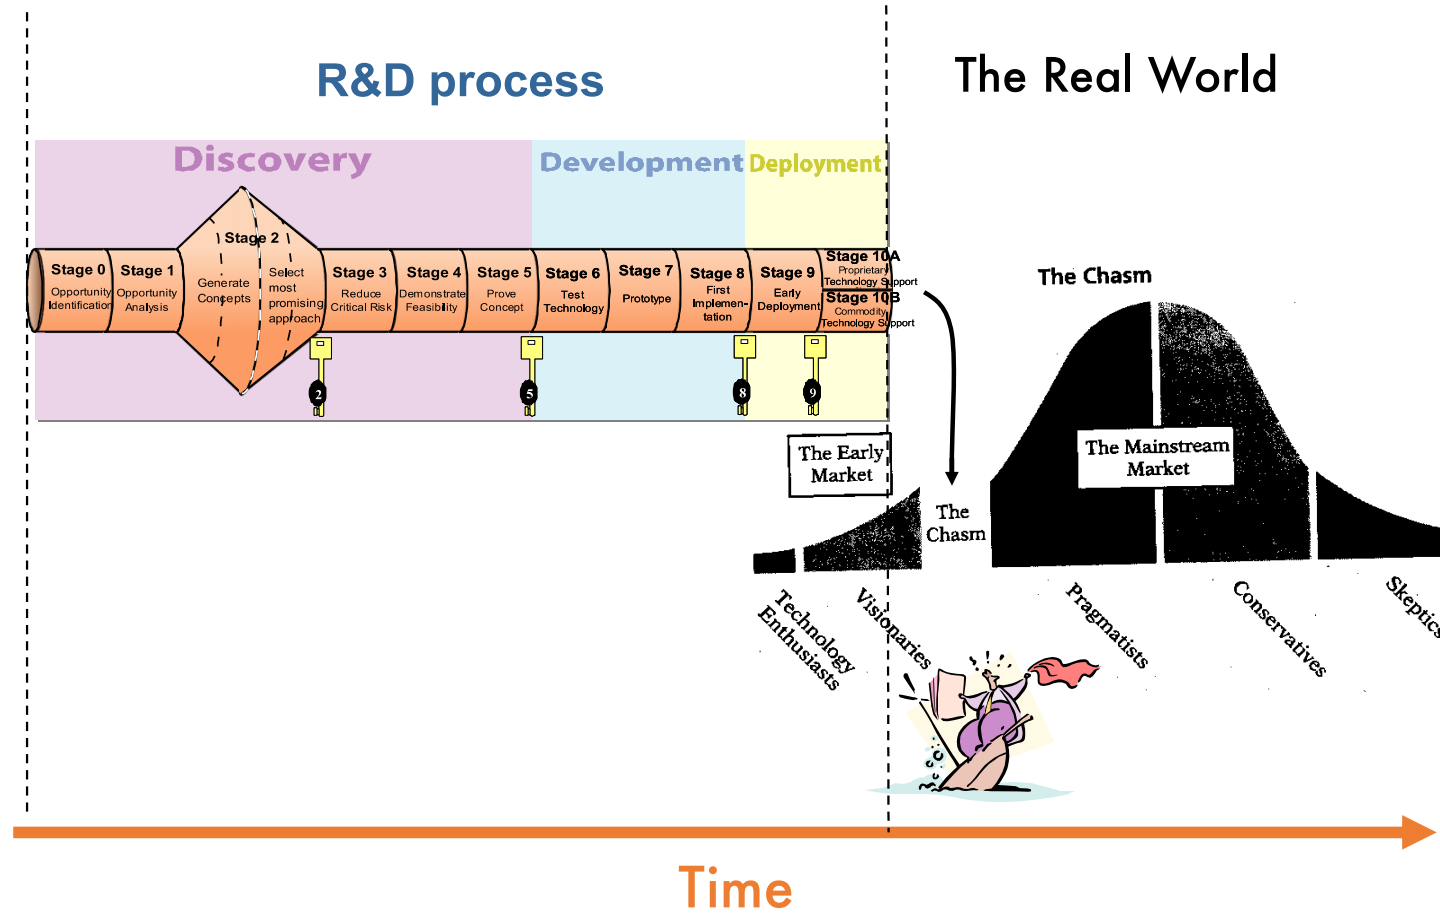 R&D process
The Real World
Discovery
Development
Deployment
Stage 0
Opportunity
Identification
Stage 1
Opportunity
Analysis
Stage 2
Generate
Concepts
Select
most
promising
approach
Stage 3
Reduce
Critical Risk
Stage 4
Demonstrate
Feasibility
Stage 5
Prove
Concept
Stage 6
Test
Technology
Stage 7
Prototype
Stage 8
First
Implemen-
tation
Stage 9
Early
Deployment
Stage 10A
Proprietary
Technology Support
Stage 10B
Commodity
Technology Support
2
5
8
9
The Chasm
The Early
Market
The Mainstream
Market
The
Chasm
Technology
Enthusiasts
Visionaries
Pragmatists
Conservatives
Skeptics
Time